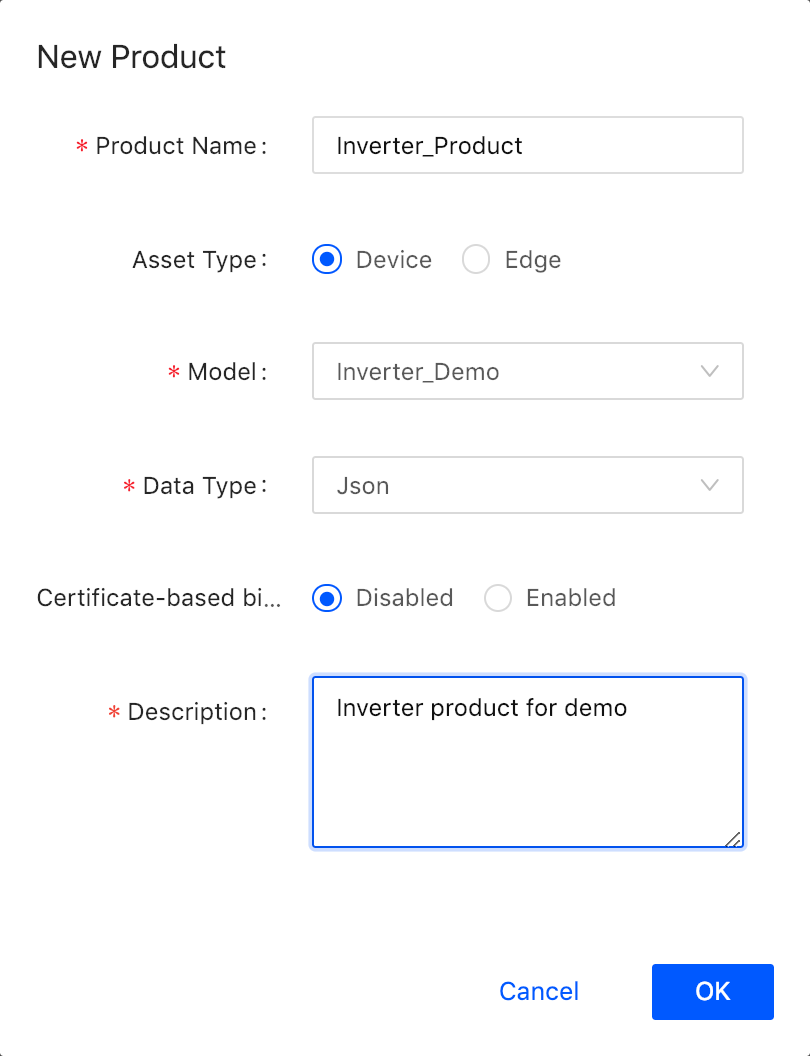 New Product
* Product Name: Inverter_Product
Asset Type: Device Edge
* Model: Inverter_Demo
* Data Type: Json
Certificate-based bi... Disabled Enabled
* Description: Inverter product for demo
Cancel OK